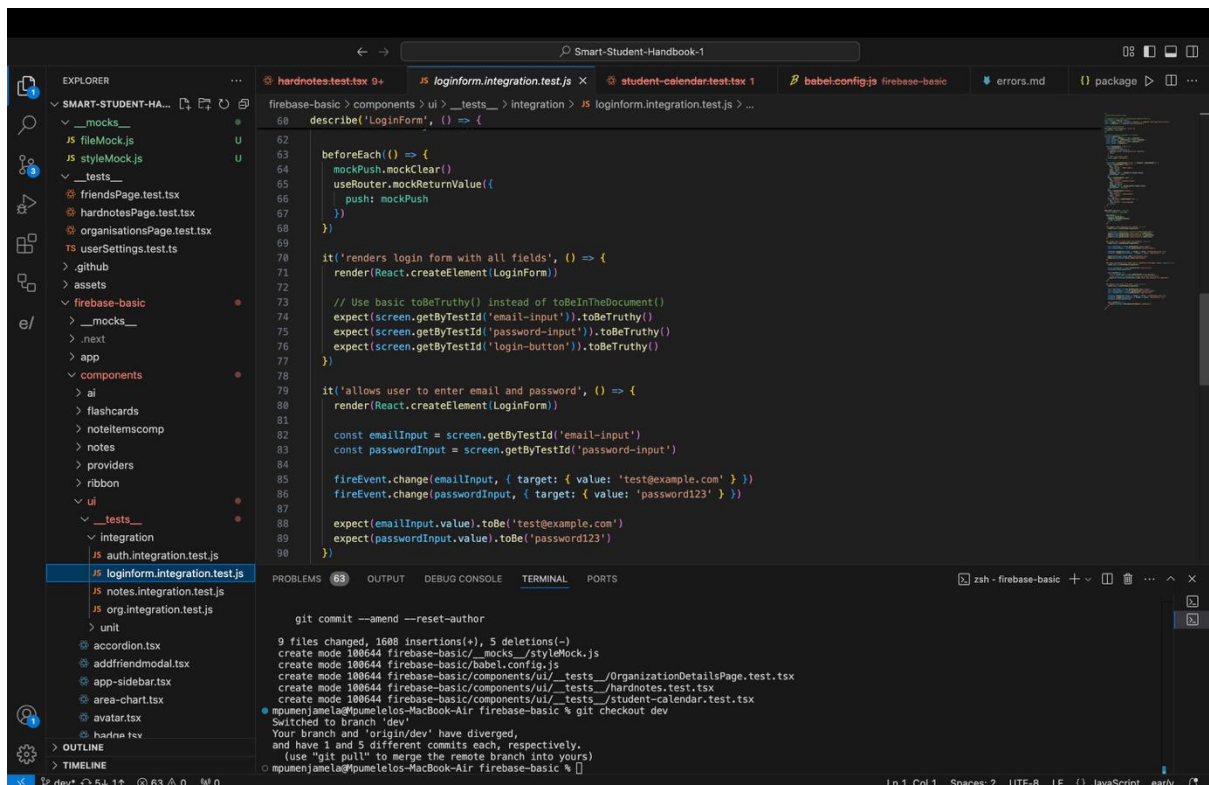 Smart-Student-Handbook-1
EXPLORER
hardnotes.test.tsx 9+
JS loginform.integration.test.js
student-calendar.test.tsx 1
babel.config.js firebase-basic
errors.md
{} package
SMART-STUDENT-HA...
__mocks__
JS fileMock.js U
JS styleMock.js U
__tests__
friendsPage.test.tsx
hardnotesPage.test.tsx
organisationsPage.test.tsx
TS userSettings.test.ts
.github
assets
firebase-basic
__mocks__
.next
app
components
ai
flashcards
noteitemscomp
notes
providers
ribbon
ui
__tests__
integration
JS auth.integration.test.js
JS loginform.integration.test.js
JS notes.integration.test.js
JS org.integration.test.js
unit
accordion.tsx
addfriendmodal.tsx
app-sidebar.tsx
area-chart.tsx
avatar.tsx
badge.tsx
OUTLINE
TIMELINE
firebase-basic > components > ui > __tests__ > integration > JS loginform.integration.test.js > ...
60 describe('LoginForm', () => {
62
63 beforeEach(() => {
64 mockPush.mockClear()
65 useRouter.mockReturnValue({
66 push: mockPush
67 })
68 })
69
70 it('renders login form with all fields', () => {
71 render(React.createElement(LoginForm))
72
73 // Use basic toBeTruthy() instead of toBeInTheDocument()
74 expect(screen.getByTestId('email-input')).toBeTruthy()
75 expect(screen.getByTestId('password-input')).toBeTruthy()
76 expect(screen.getByTestId('login-button')).toBeTruthy()
77 })
78
79 it('allows user to enter email and password', () => {
80 render(React.createElement(LoginForm))
81
82 const emailInput = screen.getByTestId('email-input')
83 const passwordInput = screen.getByTestId('password-input')
84
85 fireEvent.change(emailInput, { target: { value: 'test@example.com' } })
86 fireEvent.change(passwordInput, { target: { value: 'password123' } })
87
88 expect(emailInput.value).toBe('test@example.com')
89 expect(passwordInput.value).toBe('password123')
90 })
PROBLEMS 63 OUTPUT DEBUG CONSOLE TERMINAL PORTS
zsh - firebase-basic
git commit --amend --reset-author
9 files changed, 1608 insertions(+), 5 deletions(-)
create mode 100644 firebase-basic/__mocks__/styleMock.js
create mode 100644 firebase-basic/babel.config.js
create mode 100644 firebase-basic/components/ui/__tests__/OrganizationDetailsPage.test.tsx
create mode 100644 firebase-basic/components/ui/__tests__/hardnotes.test.tsx
create mode 100644 firebase-basic/components/ui/__tests__/student-calendar.test.tsx
mpumenjamela@Mpumelelos-MacBook-Air firebase-basic % git checkout dev
Switched to branch 'dev'
Your branch and 'origin/dev' have diverged,
and have 1 and 5 different commits each, respectively.
(use "git pull" to merge the remote branch into yours)
mpumenjamela@Mpumelelos-MacBook-Air firebase-basic %
dev* 5↓ 1↑ 63 0 0
Ln 1, Col 1 Spaces: 2 UTF-8 LF {} JavaScript